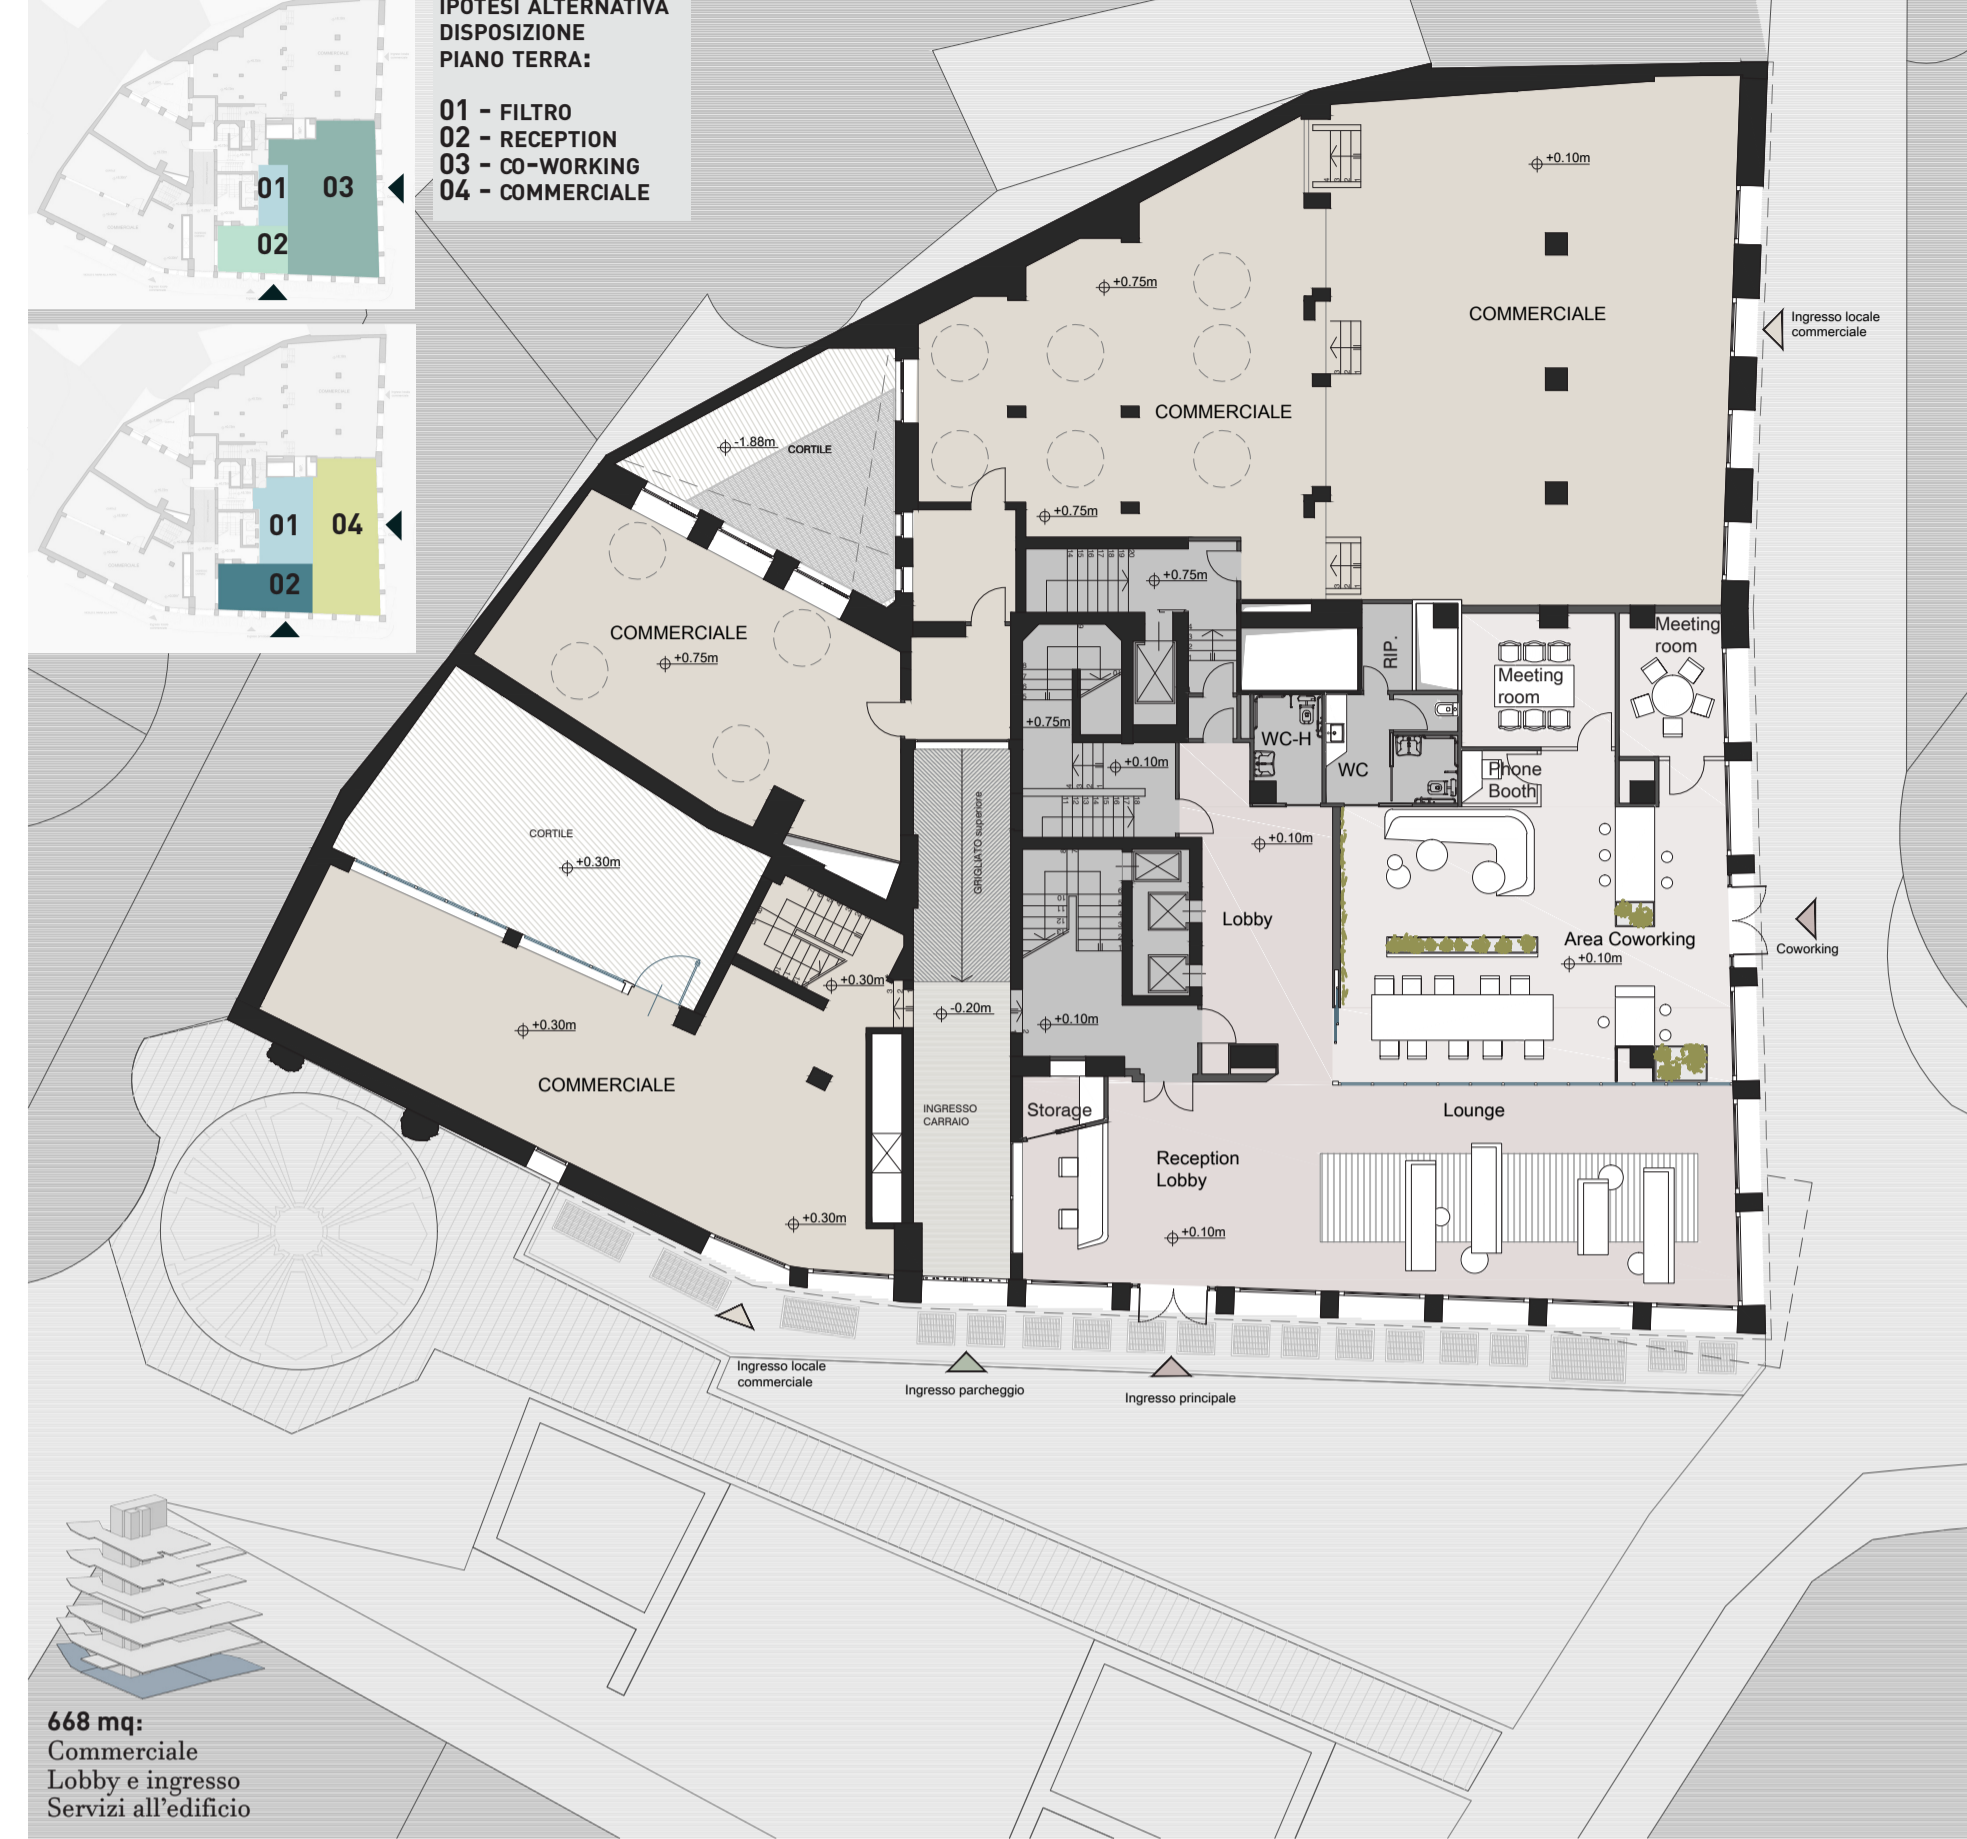 IPOTESI ALTERNATIVA
DISPOSIZIONE
PIANO TERRA:
01 - FILTRO
02 - RECEPTION
03 - CO-WORKING
04 - COMMERCIALE
01
03
02
01
04
02
+0.10m
COMMERCIALE
Ingresso locale
commerciale
+0.75m
COMMERCIALE
+0.75m
-1.88m
CORTILE
COMMERCIALE
+0.75m
+0.75m
+0.75m
+0.10m
RIP.
WC-H
WC
Meeting
room
Meeting
room
Phone
Booth
CORTILE
+0.30m
GRIGLIATO superiore
+0.10m
Lobby
Area Coworking
+0.10m
Coworking
+0.30m
-0.20m
+0.10m
+0.30m
COMMERCIALE
INGRESSO
CARRAIO
Storage
Lounge
Reception
Lobby
+0.10m
+0.30m
Ingresso locale
commerciale
Ingresso parcheggio
Ingresso principale
668 mq:
Commerciale
Lobby e ingresso
Servizi all'edificio